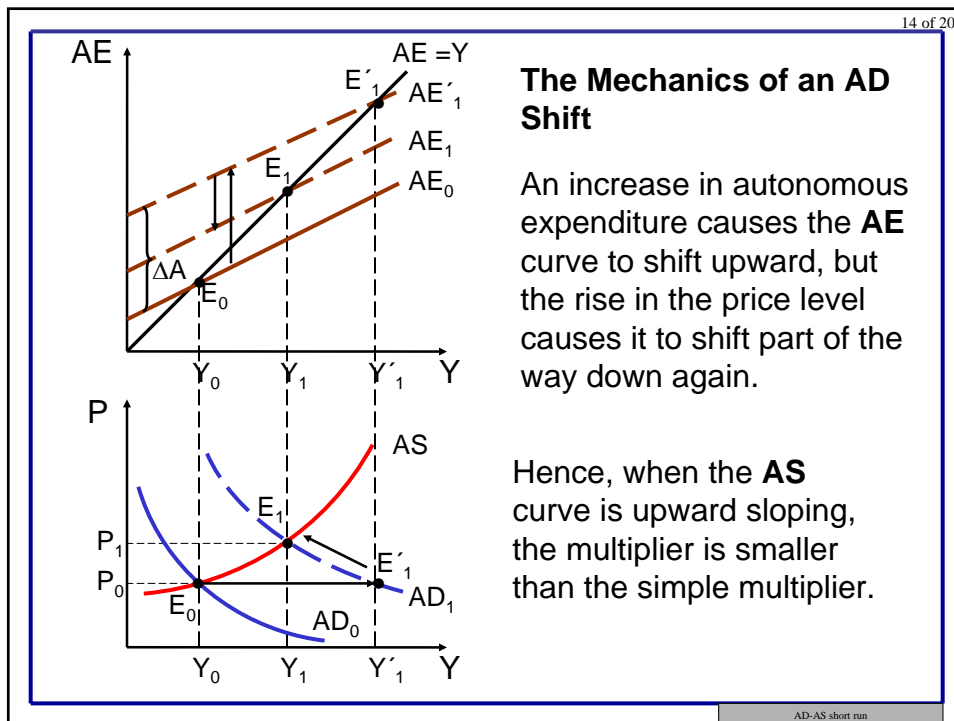 14 of 20
AE
AE =Y
E´₁
AE´₁
AE₁
E₁
AE₀
ΔA
E₀
Y₀ Y₁ Y´₁ Y
P
AS
E₁
P₁
E´₁
P₀
AD₁
E₀
AD₀
Y₀ Y₁ Y´₁ Y
The Mechanics of an AD
Shift
An increase in autonomous
expenditure causes the AE
curve to shift upward, but
the rise in the price level
causes it to shift part of the
way down again.
Hence, when the AS
curve is upward sloping,
the multiplier is smaller
than the simple multiplier.
AD-AS short run